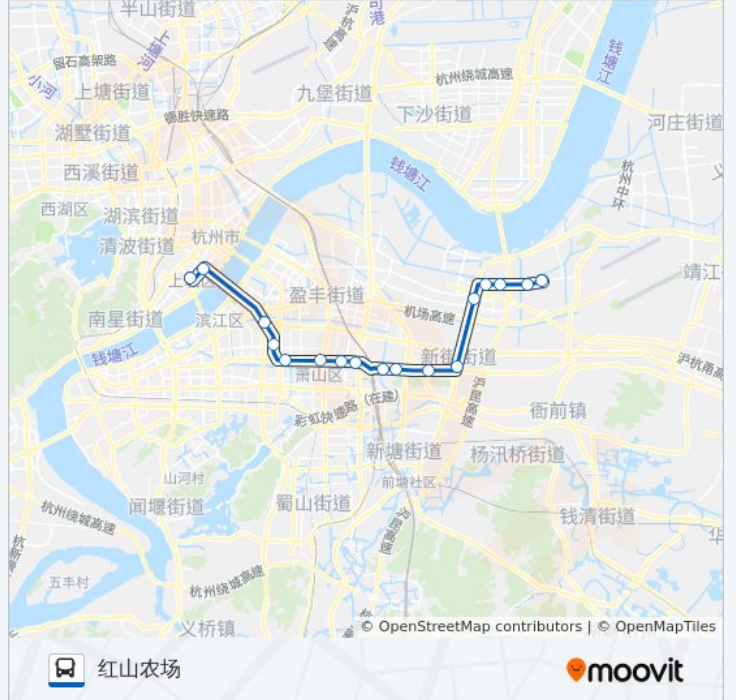 半山街道
沪杭高速
司港
上塘河
钱塘江
留石高架路
小河
上塘街道
九堡街道
杭州绕城高速
下沙街道
德胜快速路
湖墅街道
河庄街道
西溪街道
钱塘江
杭州中环
西湖区
湖滨街道
清波街道
杭州市
靖江
盈丰街道
南星街道
滨江区
机场高速
钱塘江
新街街道
沪杭甬高
萧山区
沪昆高速
彩虹快速路（在建）
衙前镇
新塘街道
杨汛桥街道
山河村
前塘社区
闻堰街道
蜀山街道
杭州绕城高速
沪昆高速
钱清街道
五丰村
杭州绕城高速
义桥镇
© OpenStreetMap contributors | © OpenMapTiles
红山农场
moovit